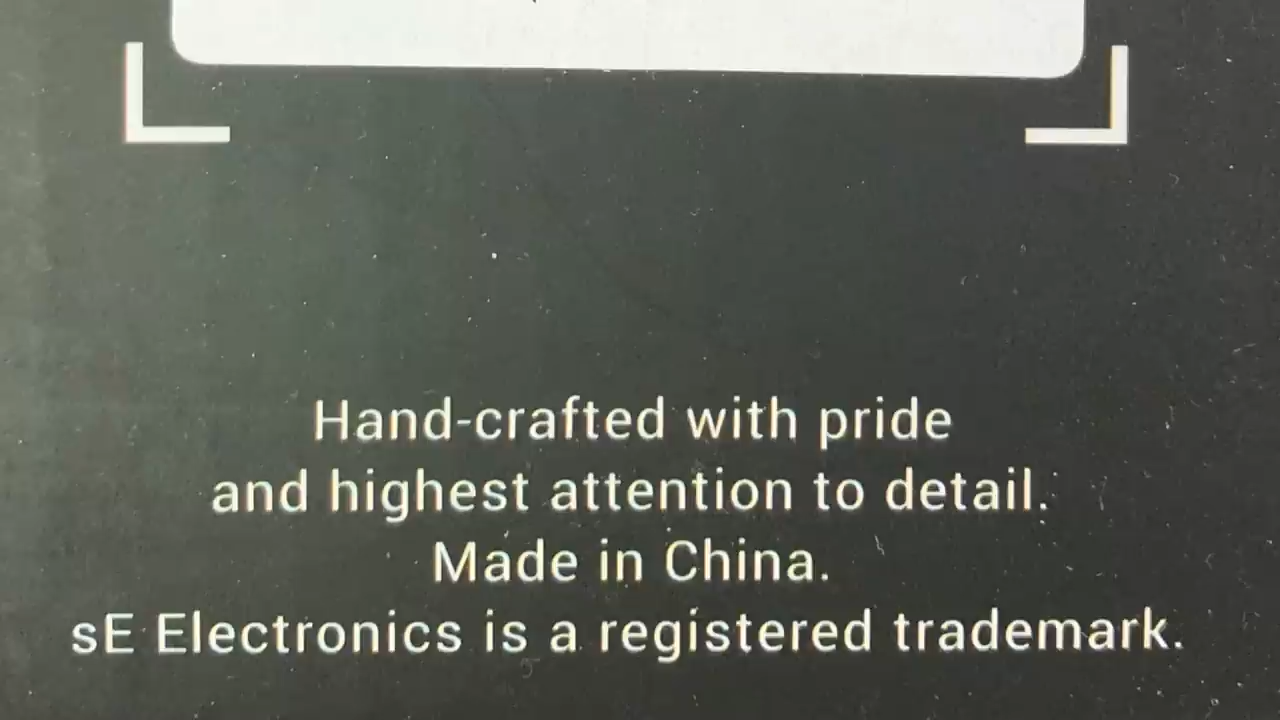 Hand-crafted with pride
and highest attention to detail.
Made in China.
sE Electronics is a registered trademark.